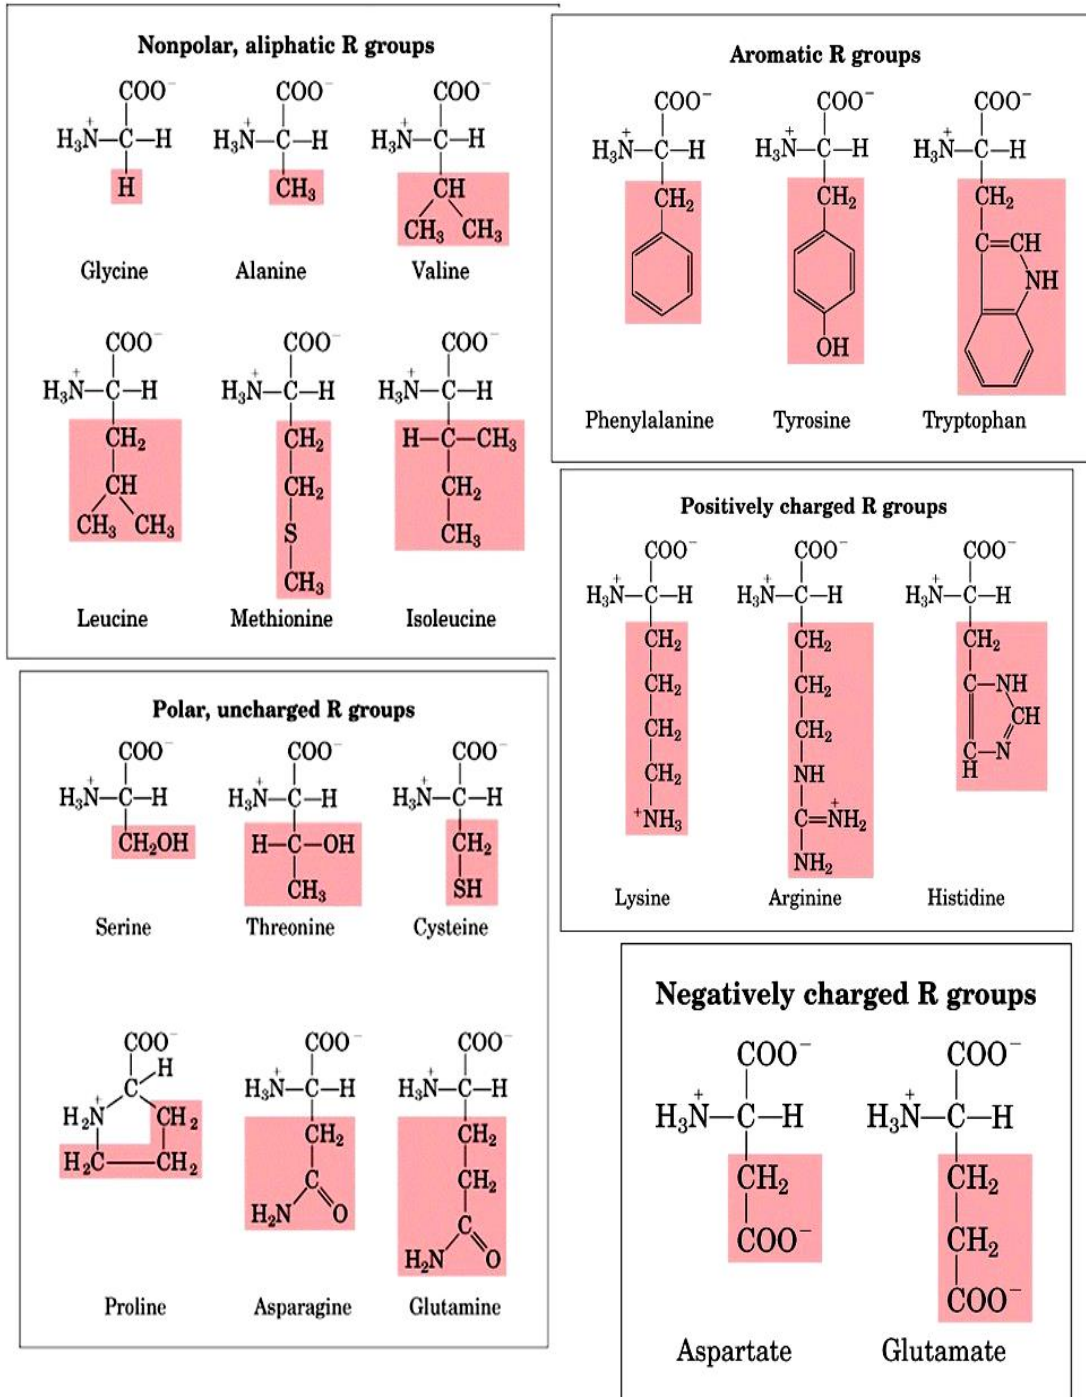 Nonpolar, aliphatic R groups
COO⁻ COO⁻ COO⁻
H₃N⁺—C—H H₃N⁺—C—H H₃N⁺—C—H
H CH₃ CH
CH₃ CH₃
Glycine Alanine Valine
COO⁻ COO⁻ COO⁻
H₃N⁺—C—H H₃N⁺—C—H H₃N⁺—C—H
CH₂ CH₂ H—C—CH₃
CH CH₂ CH₂
CH₃ CH₃ S CH₃
CH₃
Leucine Methionine Isoleucine
Aromatic R groups
COO⁻ COO⁻ COO⁻
H₃N⁺—C—H H₃N⁺—C—H H₃N⁺—C—H
CH₂ CH₂ CH₂
C=CH
NH
OH
Phenylalanine Tyrosine Tryptophan
Positively charged R groups
COO⁻ COO⁻ COO⁻
H₃N⁺—C—H H₃N⁺—C—H H₃N⁺—C—H
CH₂ CH₂ CH₂
CH₂ CH₂ C—NH
CH₂ CH₂ CH
CH₂ NH C—N
H
⁺NH₃ C=NH₂⁺
NH₂
Lysine Arginine Histidine
Polar, uncharged R groups
COO⁻ COO⁻ COO⁻
H₃N⁺—C—H H₃N⁺—C—H H₃N⁺—C—H
CH₂OH H—C—OH CH₂
CH₃ SH
Serine Threonine Cysteine
COO⁻ COO⁻ COO⁻
H
C H₃N⁺—C—H H₃N⁺—C—H
H₂N⁺ CH₂ CH₂ CH₂
H₂C—CH₂ C CH₂
H₂N O C
H₂N O
Proline Asparagine Glutamine
Negatively charged R groups
COO⁻ COO⁻
H₃N⁺—C—H H₃N⁺—C—H
CH₂ CH₂
COO⁻ CH₂
COO⁻
Aspartate Glutamate